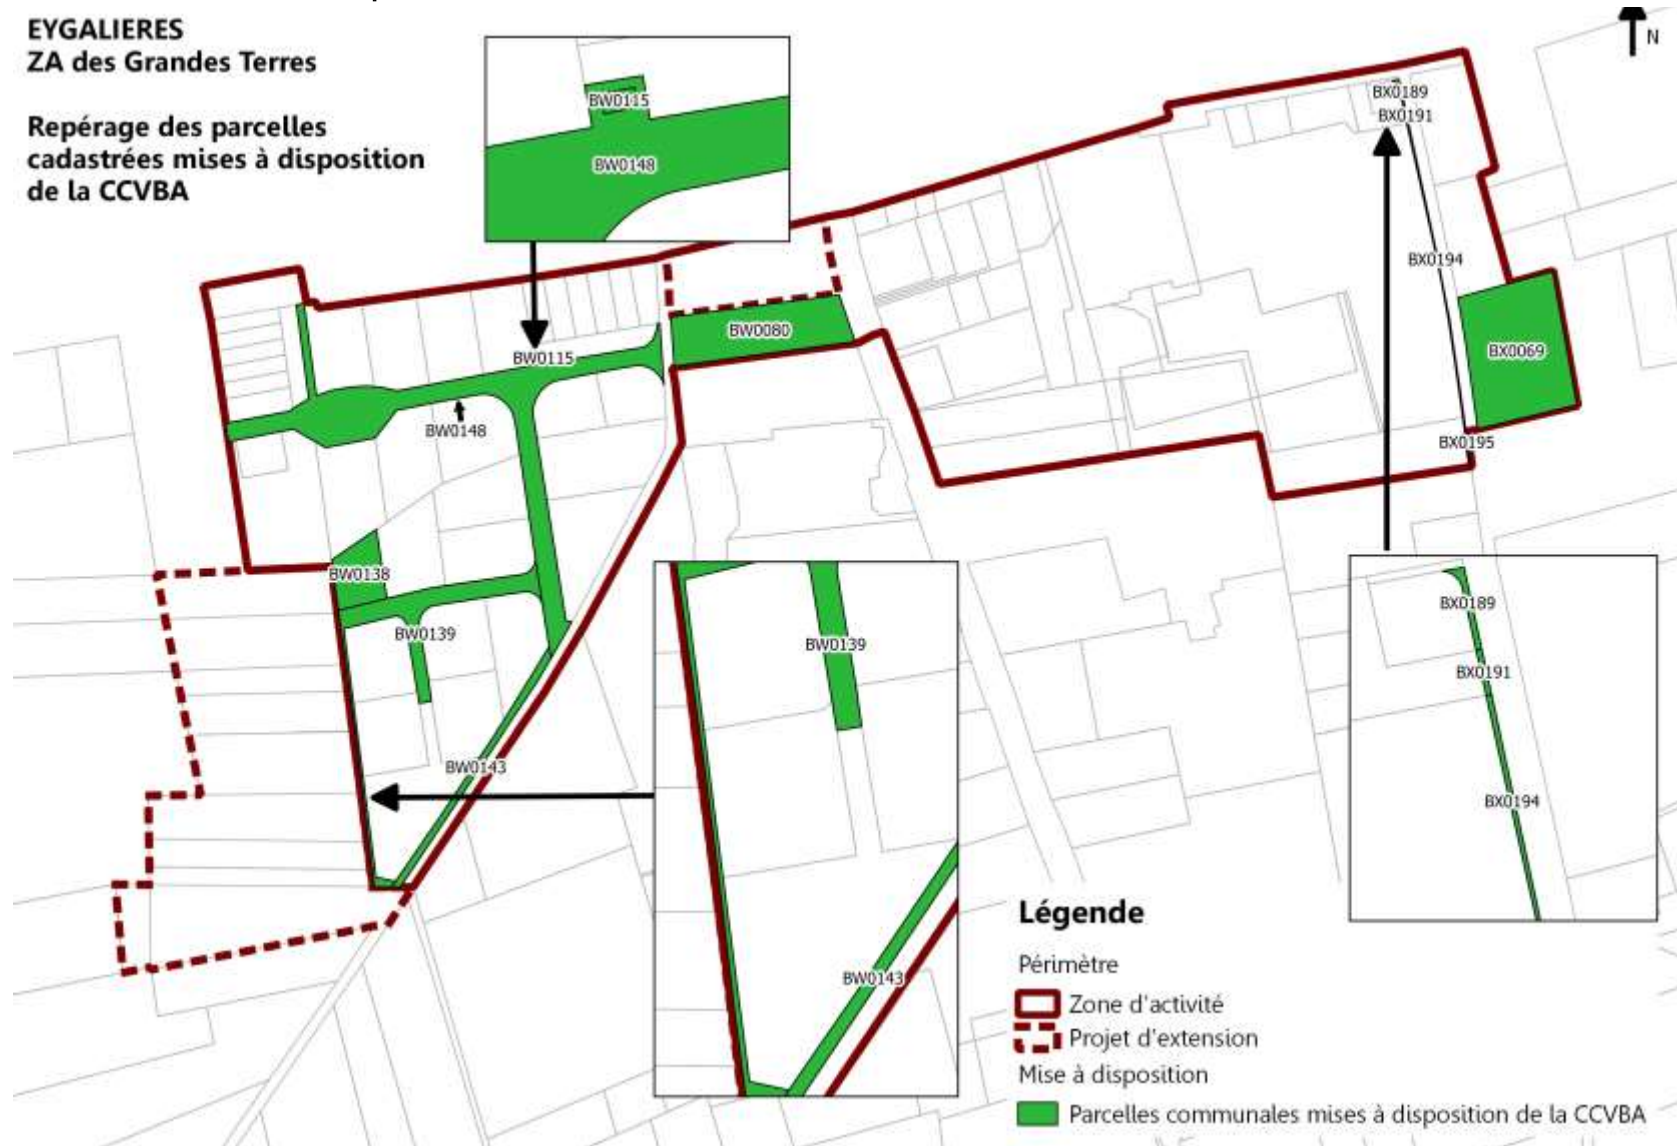 EYGALIERES
ZA des Grandes Terres
Repérage des parcelles
cadastrées mises à disposition
de la CCVBA
N
BW0115
BW0148
BX0189
BX0191
BX0194
BW0080
BX0069
BW0115
BW0148
BX0195
BW0138
BW0139
BW0143
BW0139
BW0143
BX0189
BX0191
BX0194
Légende
Périmètre
Zone d'activité
Projet d'extension
Mise à disposition
Parcelles communales mises à disposition de la CCVBA